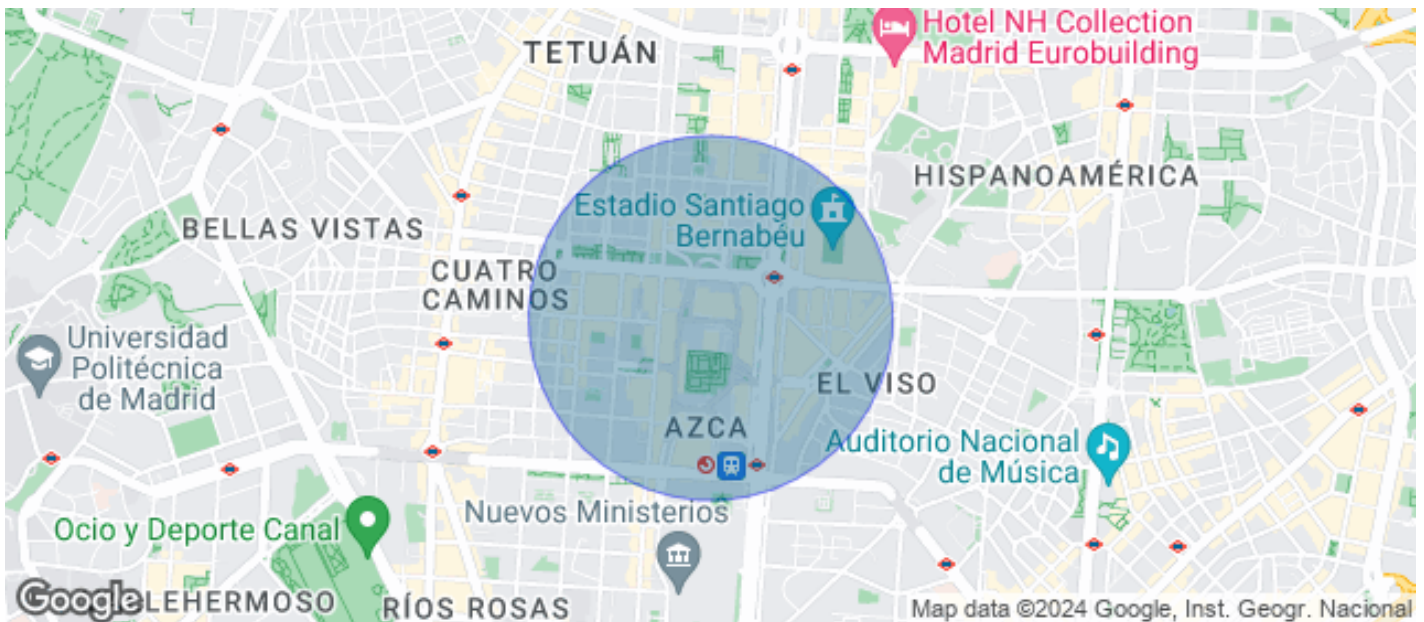 Hotel NH Collection
Madrid Eurobuilding
TETUÁN
HISPANOAMÉRICA
Estadio Santiago
Bernabéu
BELLAS VISTAS
CUATRO
CAMINOS
Universidad
Politécnica
de Madrid
EL VISO
AZCA
Auditorio Nacional
de Música
Nuevos Ministerios
Ocio y Deporte Canal
Google
LEHERMOSO
RÍOS ROSAS
Map data ©2024 Google, Inst. Geogr. Nacional